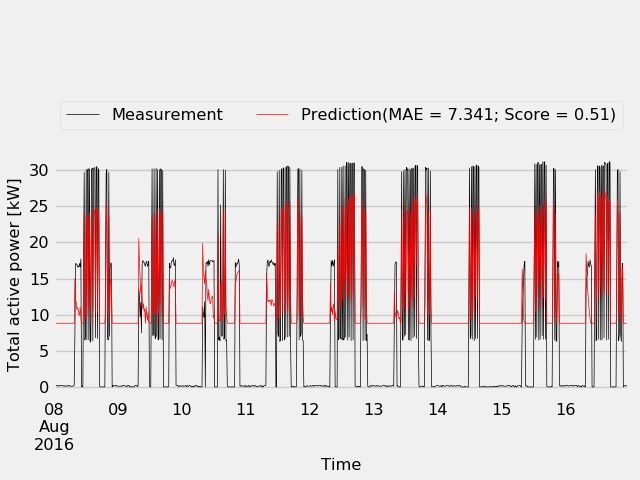 Measurement Prediction(MAE = 7.341; Score = 0.51)
30
25
20
15
10
5
0
Total active power [kW]
08 09 10 11 12 13 14 15 16
Aug
2016
Time